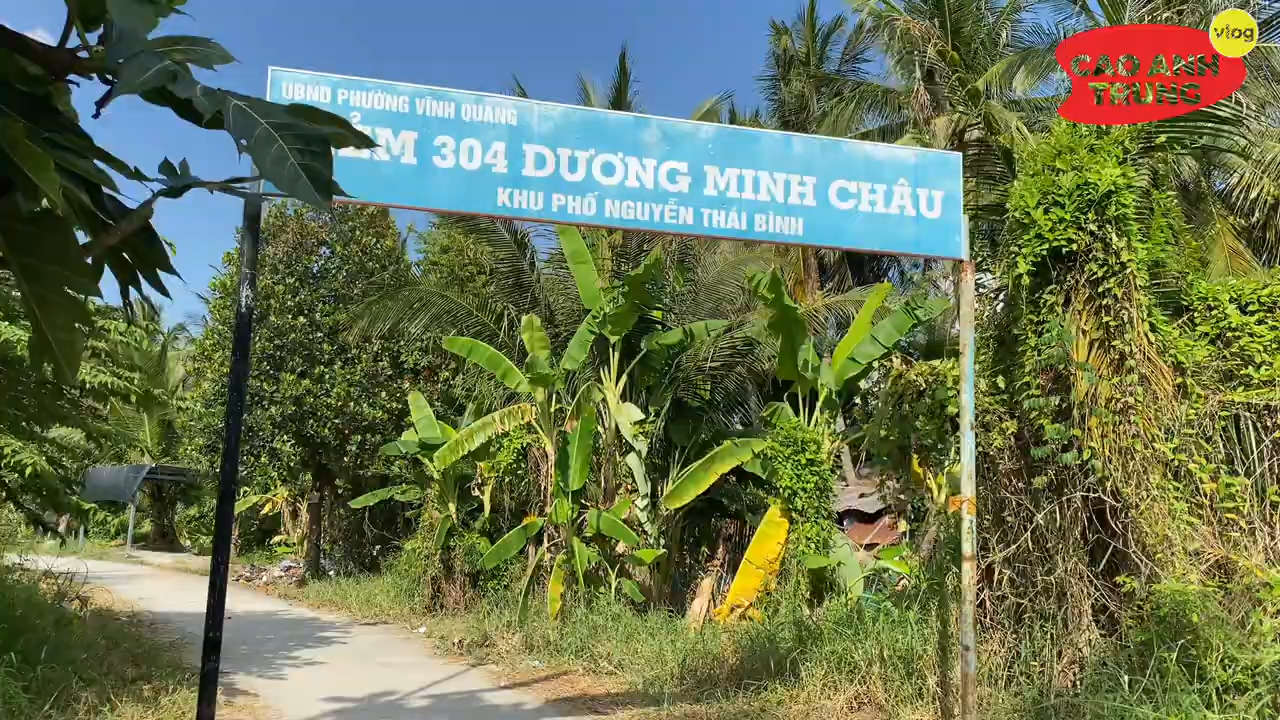 UBND PHƯỜNG VĨNH QUANG
304 DƯƠNG MINH CHÂU
KHU PHỐ NGUYỄN THÁI BÌNH
vlog
CAO ANH
TRUNG